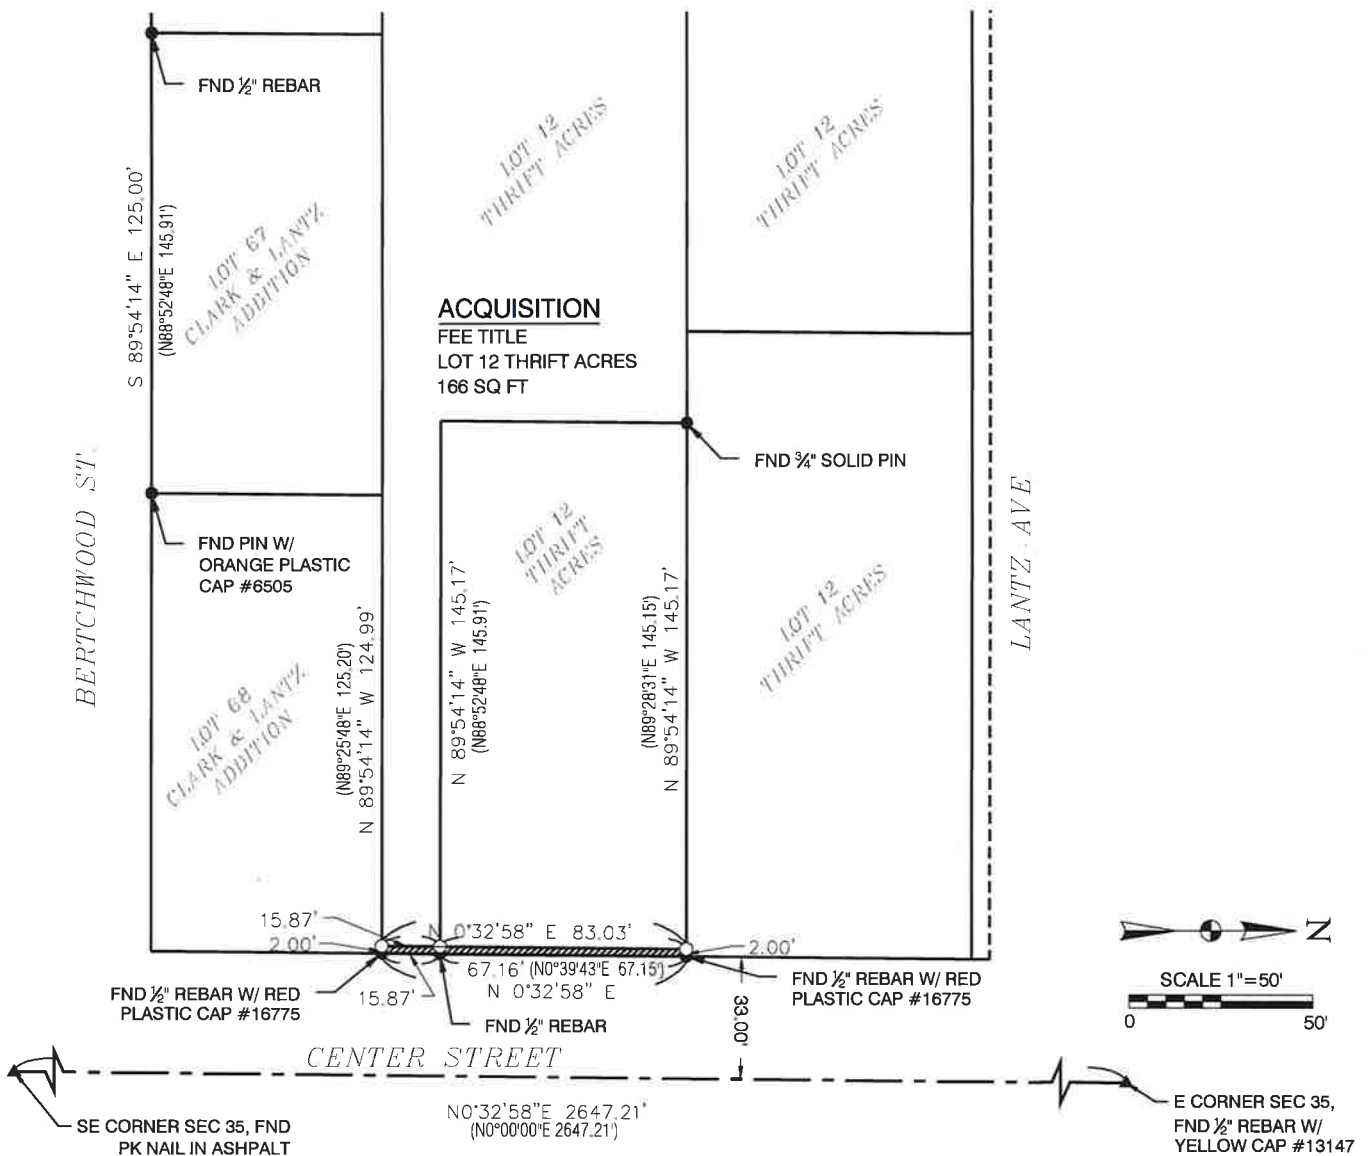 FND ½" REBAR
S 89°54'14" E 125.00'
(N88°52'48"E 145.91')
LOT 67
CLARK & LANTZ
ADDITION
LOT 12
THRIFT ACRES
LOT 12
THRIFT ACRES
ACQUISITION
FEE TITLE
LOT 12 THRIFT ACRES
166 SQ FT
FND ¾" SOLID PIN
BERTCHWOOD ST.
FND PIN W/
ORANGE PLASTIC
CAP #6505
LOT 12
THRIFT
ACRES
LANTZ AVE
LOT 12
THRIFT ACRES
LOT 68
CLARK & LANTZ
ADDITION
(N89°25'48"E 125.20')
N 89°54'14" W 124.99'
N 89°54'14" W 145.17'
(N88°52'48"E 145.91')
(N89°28'31"E 145.15')
N 89°54'14" W 145.17'
15.87'
2.00'
N 0°32'58" E 83.03'
2.00'
67.16' (N0°39'43"E 67.15')
N 0°32'58" E
15.87'
FND ½" REBAR W/ RED
PLASTIC CAP #16775
FND ½" REBAR
FND ½" REBAR W/ RED
PLASTIC CAP #16775
33.00'
N
SCALE 1"=50'
0 50'
CENTER STREET
N0°32'58"E 2647.21'
(N0°00'00"E 2647.21')
SE CORNER SEC 35, FND
PK NAIL IN ASHPALT
E CORNER SEC 35,
FND ½" REBAR W/
YELLOW CAP #13147